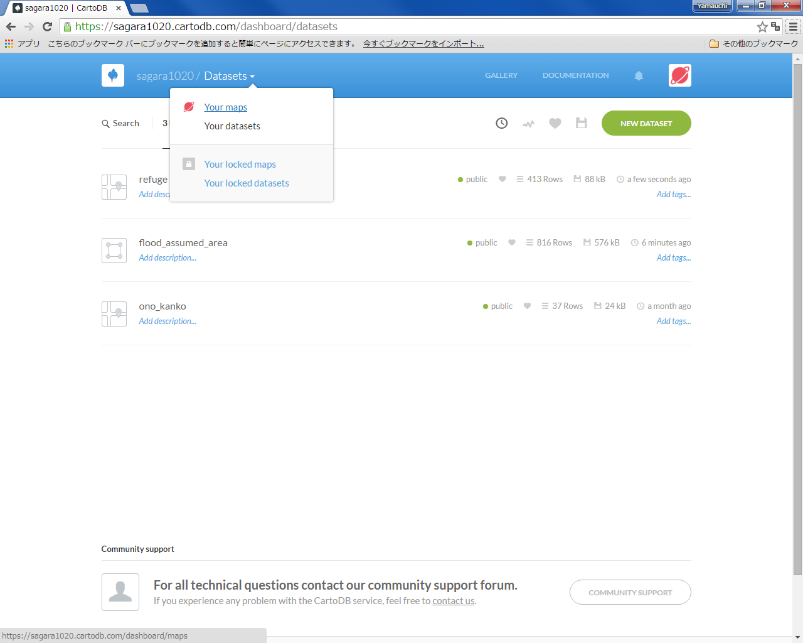 sagara1020 | CartoDB
Yamauchi
https://sagara1020.cartodb.com/dashboard/datasets
アプリ こちらのブックマーク バーにブックマークを追加すると簡単にページにアクセスできます。 今すぐブックマークをインポート... その他のブックマーク
sagara1020 / Datasets
GALLERY DOCUMENTATION
Your maps
Your datasets
Your locked maps
Your locked datasets
Search 3
NEW DATASET
refuge public 413 Rows 88 kB a few seconds ago
Add desc Add tags...
flood_assumed_area public 816 Rows 576 kB 6 minutes ago
Add description... Add tags...
ono_kanko public 37 Rows 24 kB a month ago
Add description... Add tags...
Community support
For all technical questions contact our community support forum.
If you experience any problem with the CartoDB service, feel free to contact us.
COMMUNITY SUPPORT
https://sagara1020.cartodb.com/dashboard/maps